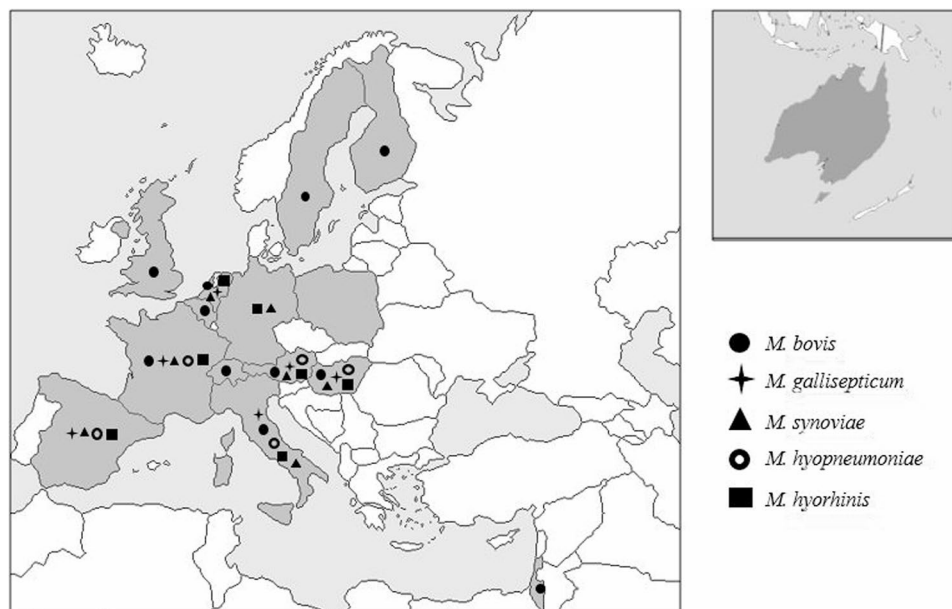 M. bovis
M. gallisepticum
M. synoviae
M. hyopneumoniae
M. hyorhinis